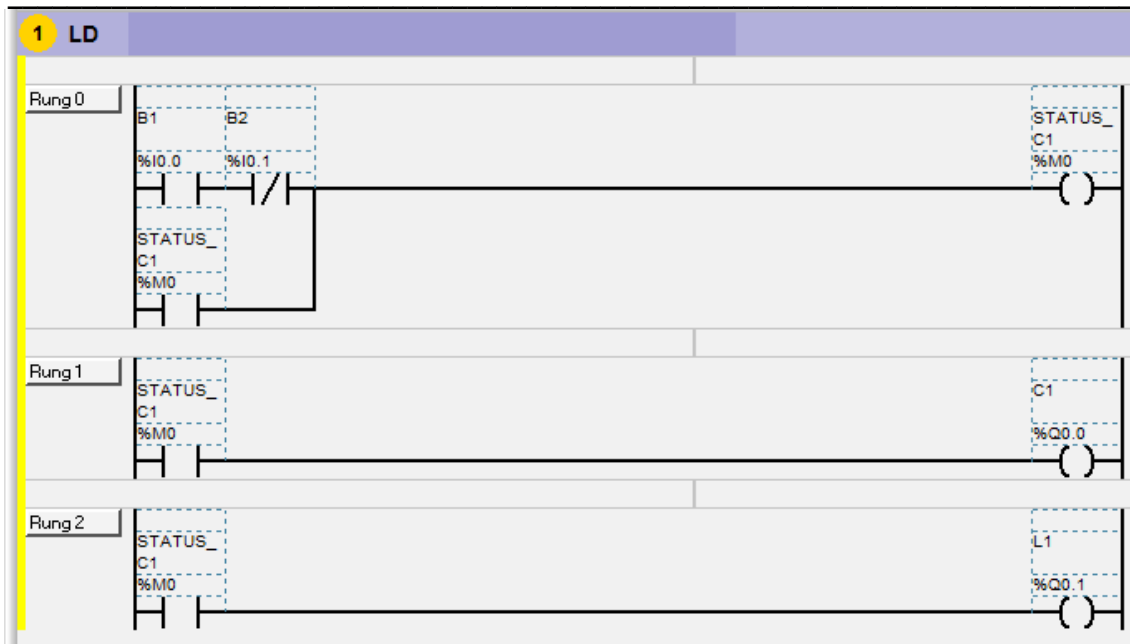 1 LD
Rung 0
B1 B2 STATUS_
C1
%I0.0 %I0.1 %M0
STATUS_
C1
%M0
Rung 1
STATUS_ C1
C1
%M0 %Q0.0
Rung 2
STATUS_ L1
C1
%M0 %Q0.1